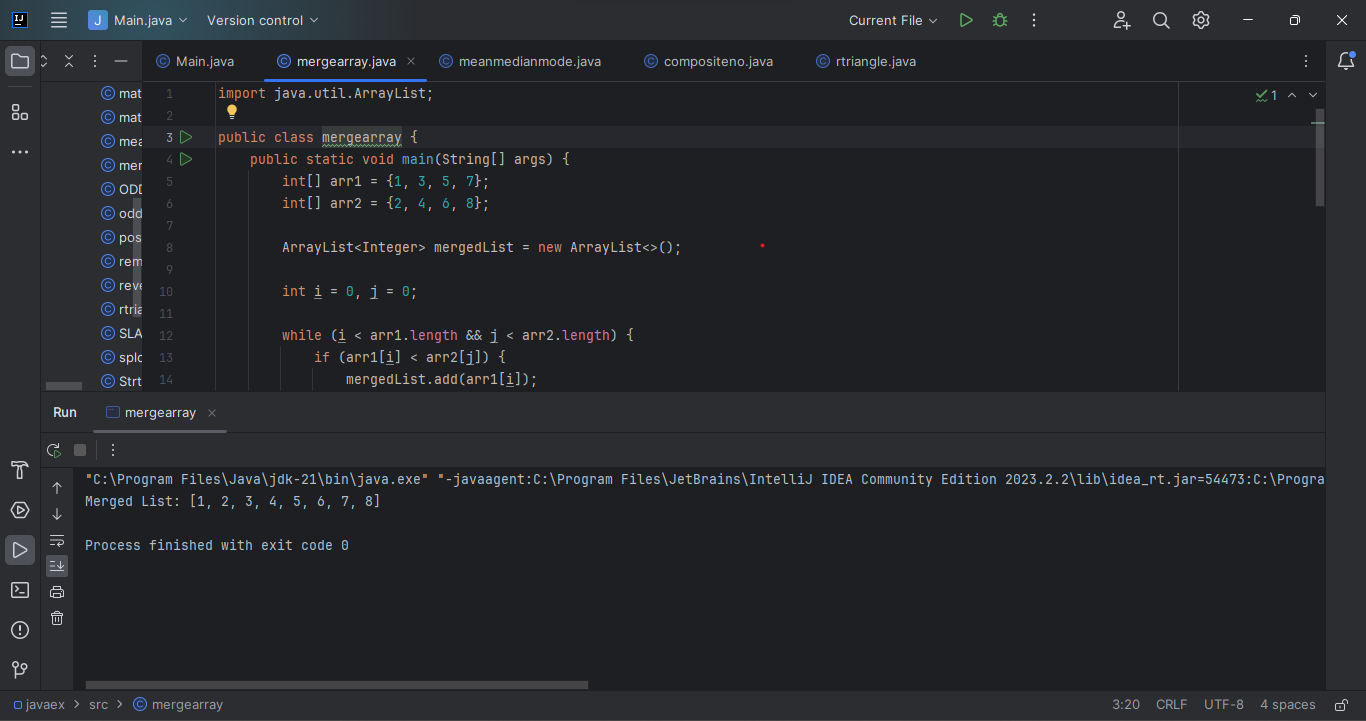 IJ
J Main.java Version control Current File
Main.java mergearray.java meanmedianmode.java compositeno.java rtriangle.java
mat
mat
mea
mer
ODD
odd
pos
rem
reve
rtria
SLA
splo
Strt
1 import java.util.ArrayList;
2
3 public class mergearray {
4 public static void main(String[] args) {
5 int[] arr1 = {1, 3, 5, 7};
6 int[] arr2 = {2, 4, 6, 8};
7
8 ArrayList<Integer> mergedList = new ArrayList<>();
9
10 int i = 0, j = 0;
11
12 while (i < arr1.length && j < arr2.length) {
13 if (arr1[i] < arr2[j]) {
14 mergedList.add(arr1[i]);
1
Run mergearray
"C:\Program Files\Java\jdk-21\bin\java.exe" "-javaagent:C:\Program Files\JetBrains\IntelliJ IDEA Community Edition 2023.2.2\lib\idea_rt.jar=54473:C:\Progra
Merged List: [1, 2, 3, 4, 5, 6, 7, 8]
Process finished with exit code 0
javaex > src > mergearray 3:20 CRLF UTF-8 4 spaces